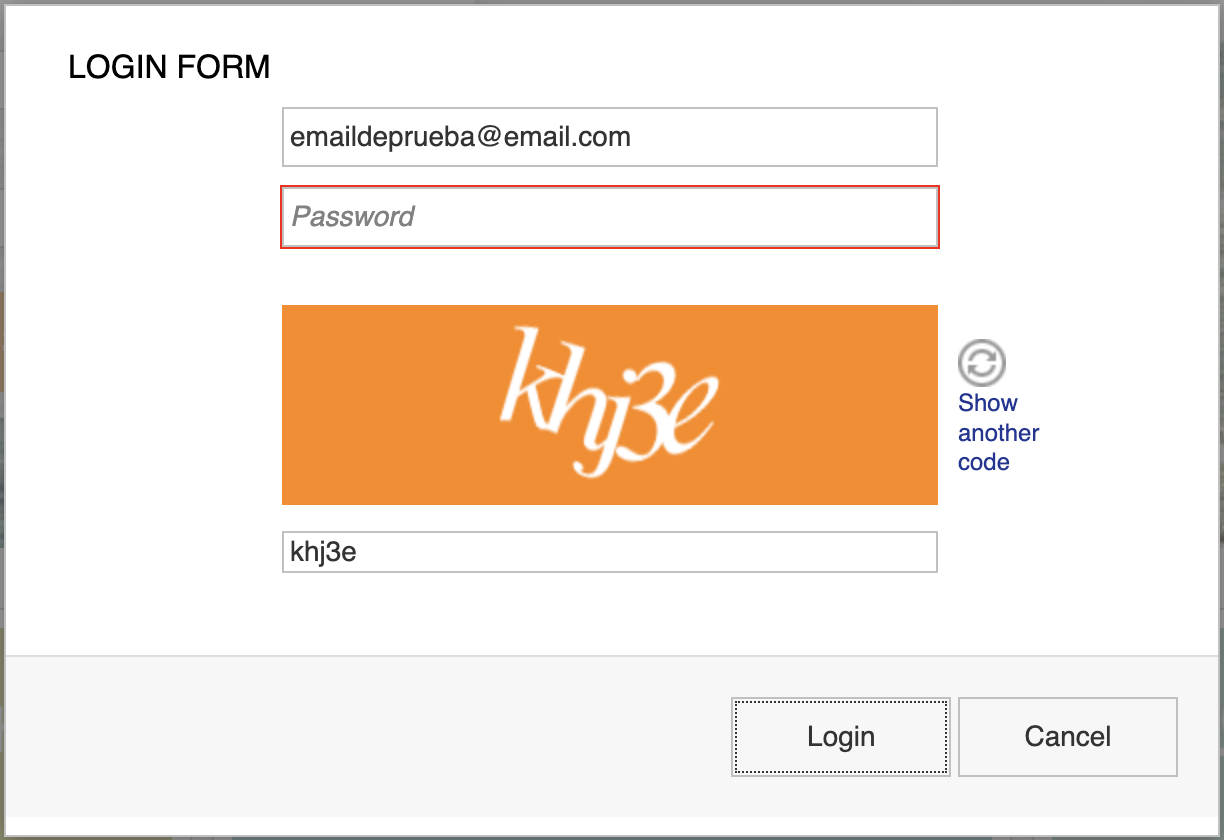 LOGIN FORM
emaildeprueba@email.com
Password
khj3e
Show
another
code
khj3e
Login
Cancel